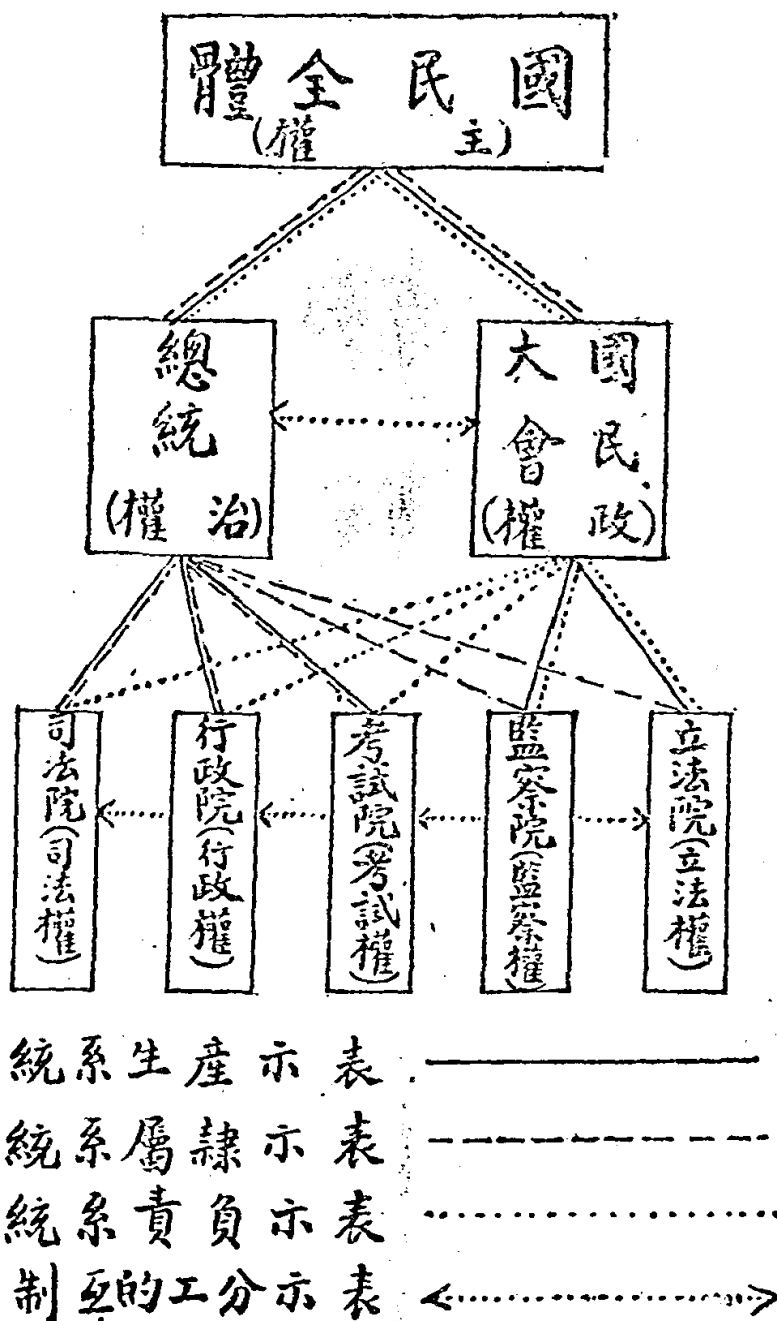 國民全體
(主權)
國民
大會
(政權)
總統
(治權)
立法院(立法權)
監察院(監察權)
考試院(考試權)
行政院(行政權)
司法院(司法權)
表示產生系統
表示隸屬系統
表示負責系統
表示分工的互制